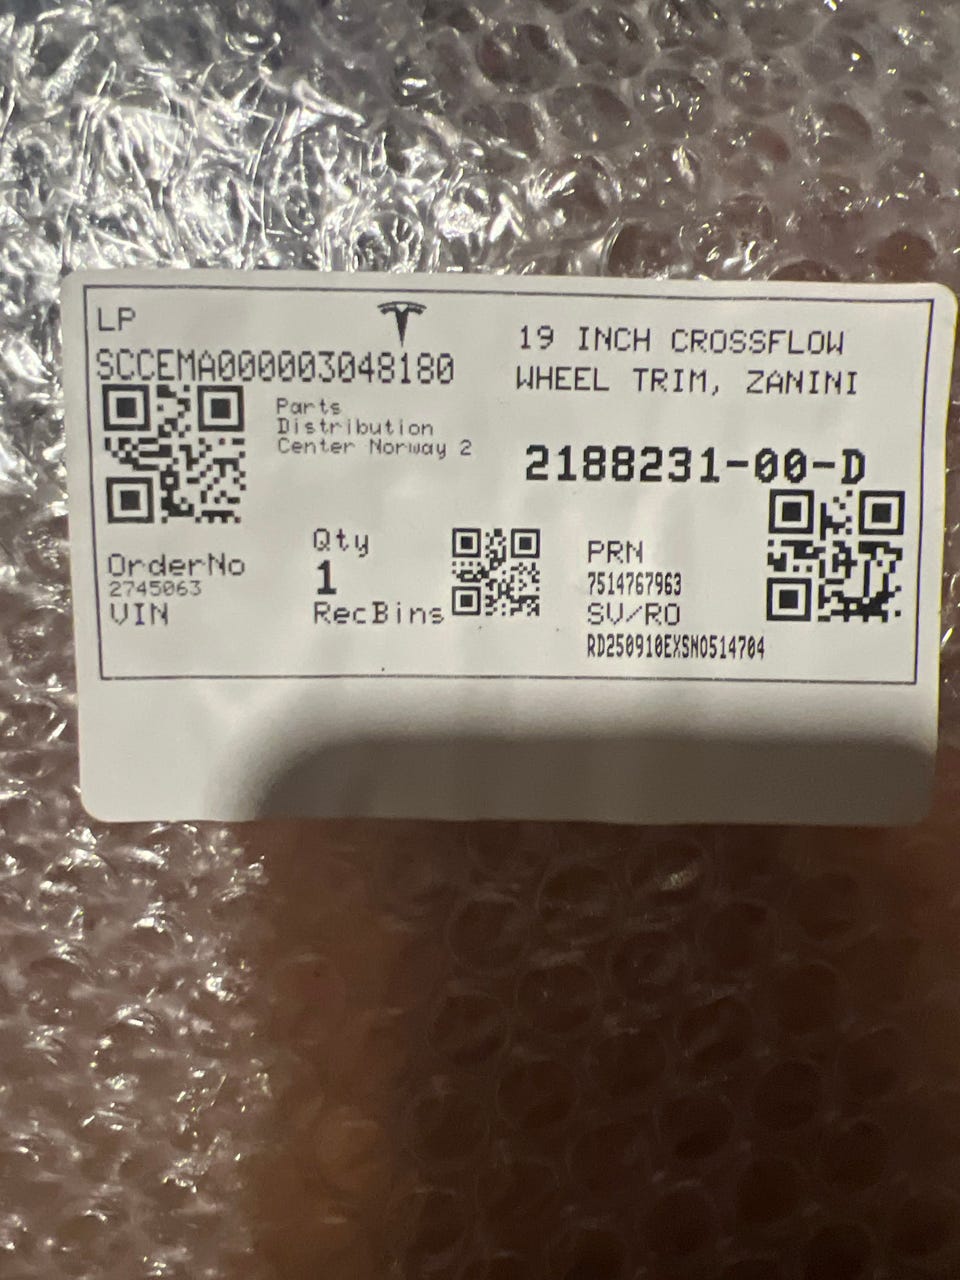 LP
SCCEMA000003048180
Parts
Distribution
Center Norway 2
19 INCH CROSSFLOW
WHEEL TRIM, ZANINI
2188231-00-D
OrderNo
2745063
VIN
Qty
1
RecBins
PRN
7514767963
SV/RO
RD250910EXSNO514704